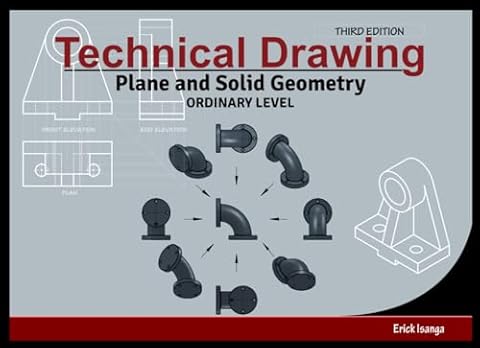 THIRD EDITION
Technical Drawing
Plane and Solid Geometry
ORDINARY LEVEL
FRONT ELEVATION
END ELEVATION
PLAN
Erick Isanga